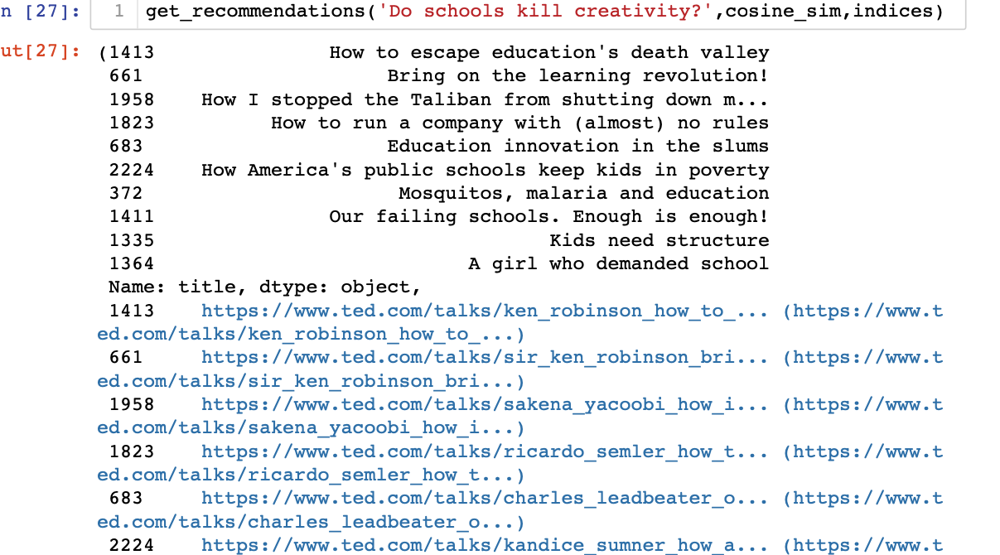 n [27]: 1 get_recommendations('Do schools kill creativity?',cosine_sim,indices)
ut[27]: (1413 How to escape education's death valley
661 Bring on the learning revolution!
1958 How I stopped the Taliban from shutting down m...
1823 How to run a company with (almost) no rules
683 Education innovation in the slums
2224 How America's public schools keep kids in poverty
372 Mosquitos, malaria and education
1411 Our failing schools. Enough is enough!
1335 Kids need structure
1364 A girl who demanded school
Name: title, dtype: object,
1413 https://www.ted.com/talks/ken_robinson_how_to_... (https://www.t
ed.com/talks/ken_robinson_how_to_...)
661 https://www.ted.com/talks/sir_ken_robinson_bri... (https://www.t
ed.com/talks/sir_ken_robinson_bri...)
1958 https://www.ted.com/talks/sakena_yacoobi_how_i... (https://www.t
ed.com/talks/sakena_yacoobi_how_i...)
1823 https://www.ted.com/talks/ricardo_semler_how_t... (https://www.t
ed.com/talks/ricardo_semler_how_t...)
683 https://www.ted.com/talks/charles_leadbeater_o... (https://www.t
ed.com/talks/charles_leadbeater_o...)
2224 https://www.ted.com/talks/kandice_sumner_how_a... (https://www.t